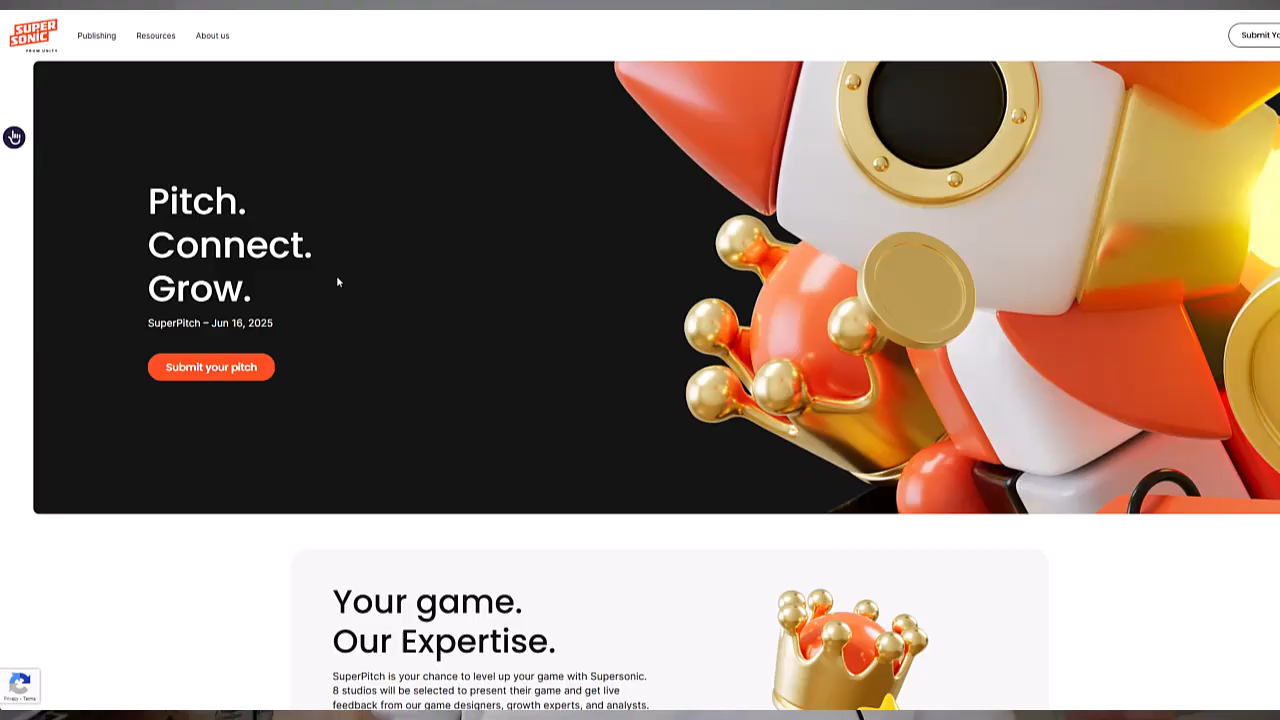 SUPER
SONIC
FROM UNITY
Publishing
Resources
About us
Submit
Pitch.
Connect.
Grow.
SuperPitch – Jun 16, 2025
Submit your pitch
Your game.
Our Expertise.
SuperPitch is your chance to level up your game with Supersonic.
8 studios will be selected to present their game and get live
feedback from our game designers, growth experts, and analysts.
Privacy - Terms